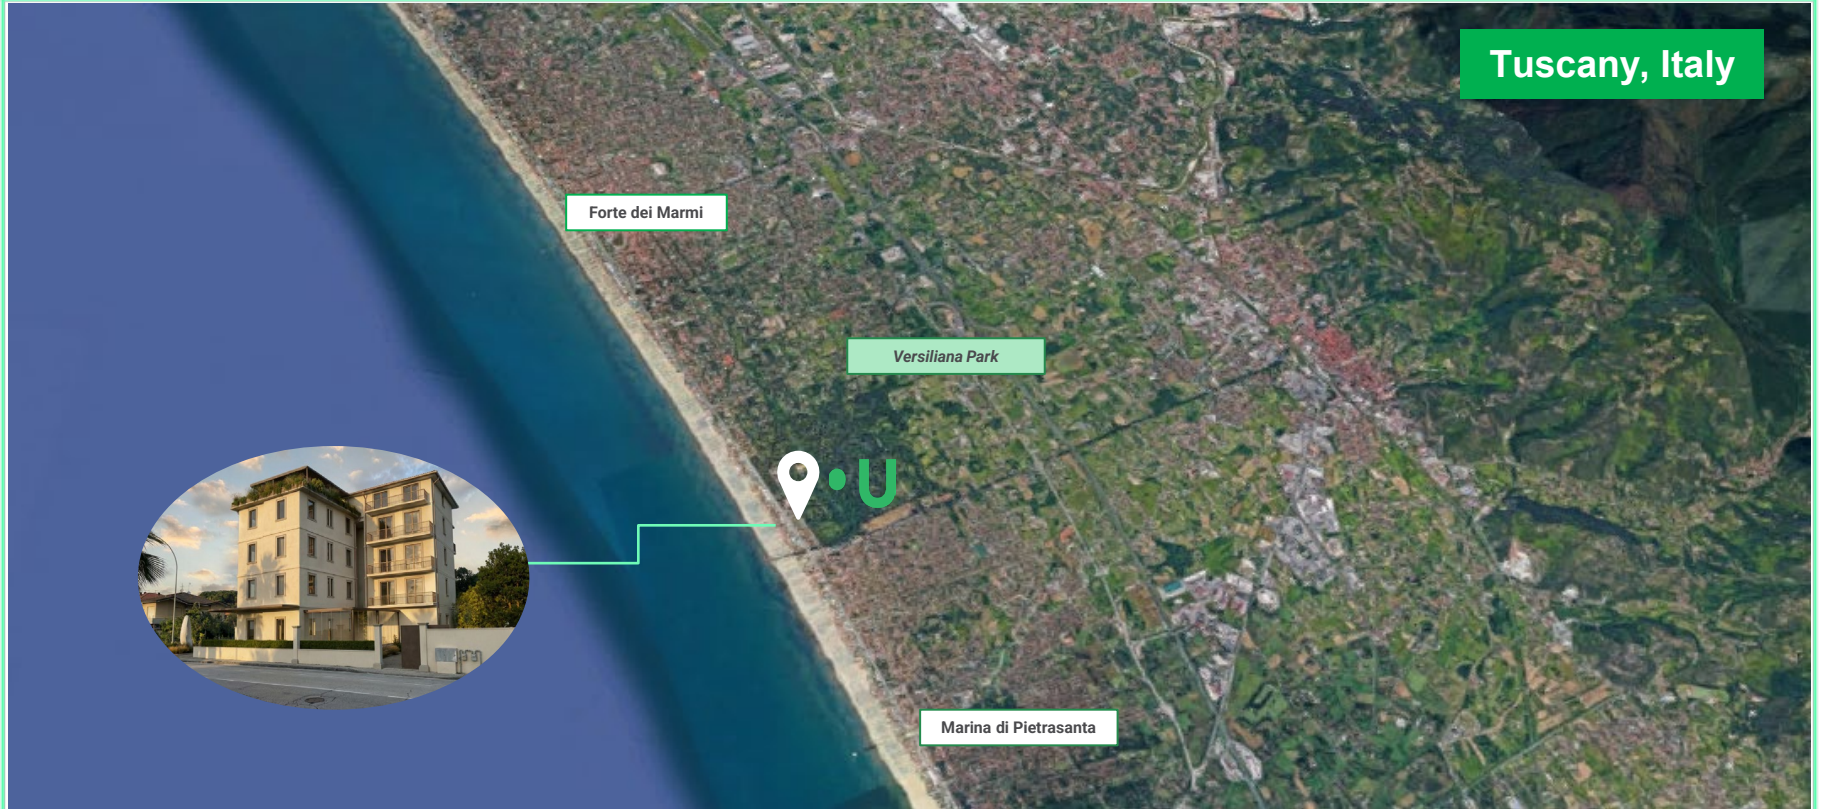 Tuscany, Italy
Forte dei Marmi
Versiliana Park
U
Marina di Pietrasanta